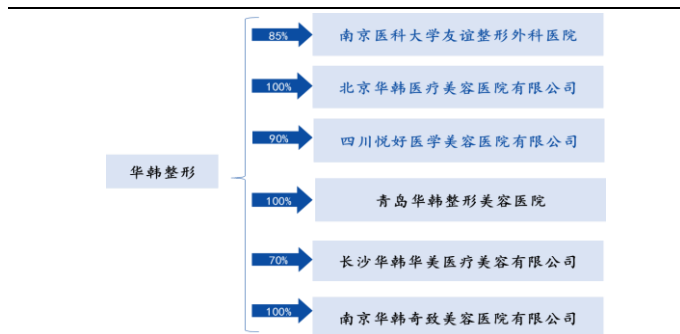 华韩整形
85%
南京医科大学友谊整形外科医院
100%
北京华韩医疗美容医院有限公司
90%
四川悦好医学美容医院有限公司
100%
青岛华韩整形美容医院
70%
长沙华韩华美医疗美容有限公司
100%
南京华韩奇致美容医院有限公司